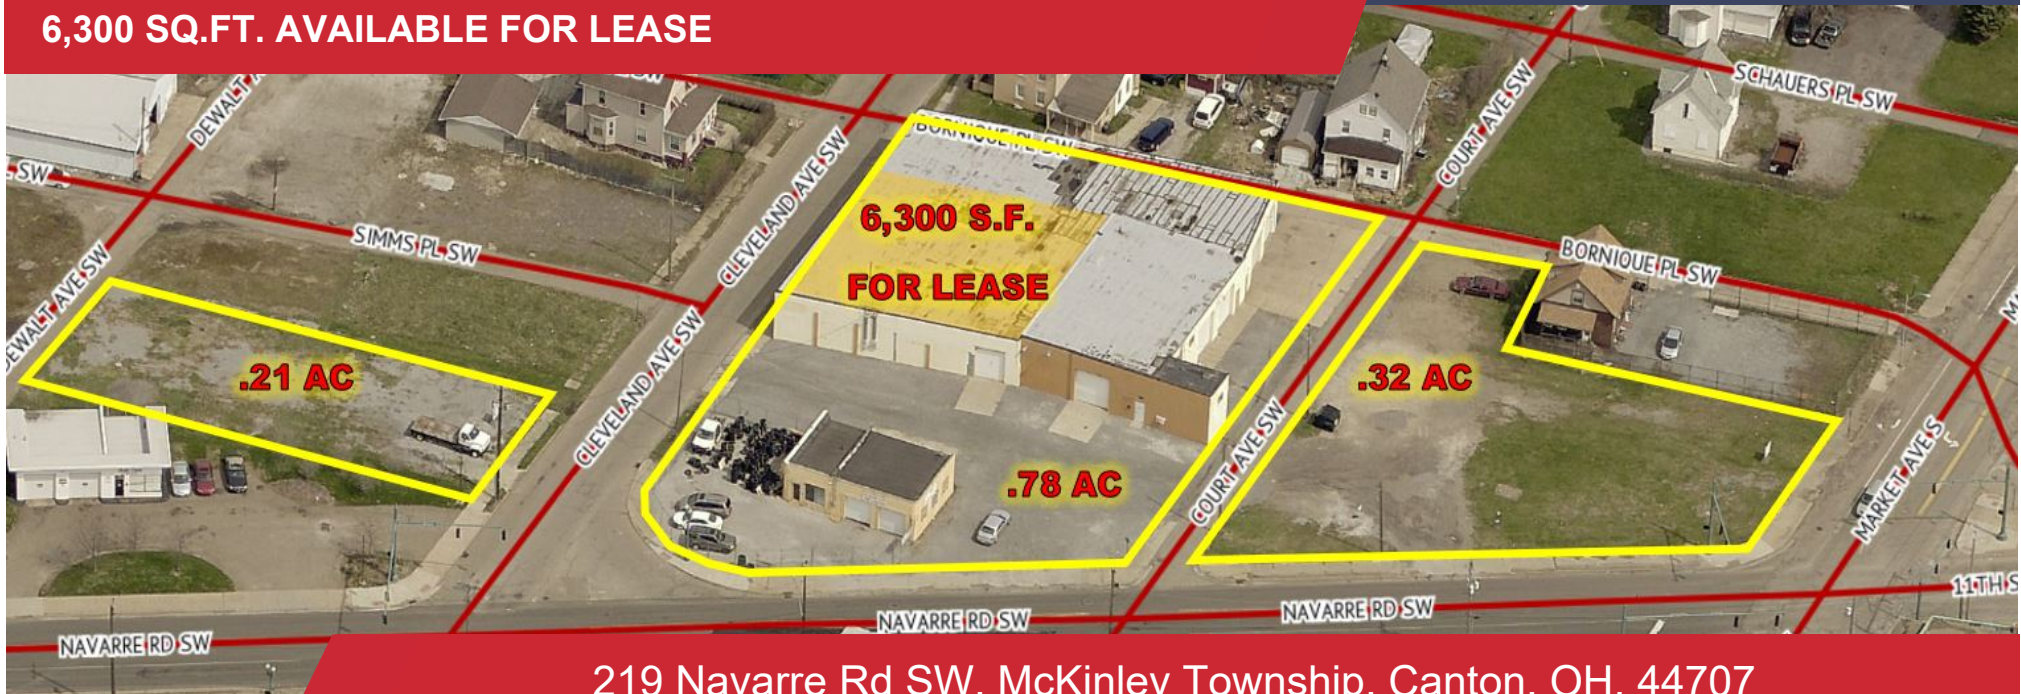 6,300 SQ.FT. AVAILABLE FOR LEASE
SW
DEWALT
SCHAUERS PL SW
BORNIQUE PL SW
COURT AVE SW
CLEVELAND AVE SW
SW
6,300 S.F.
FOR LEASE
SIMMS PL SW
BORNIQUE PL SW
DEWALT AVE SW
.21 AC
CLEVELAND AVE SW
.32 AC
.78 AC
COURT AVE SW
MARKET AVE S
11TH S
NAVARRE RD SW
NAVARRE RD SW
NAVARRE RD SW
219 Navarre Rd SW, McKinley Township, Canton, OH, 44707